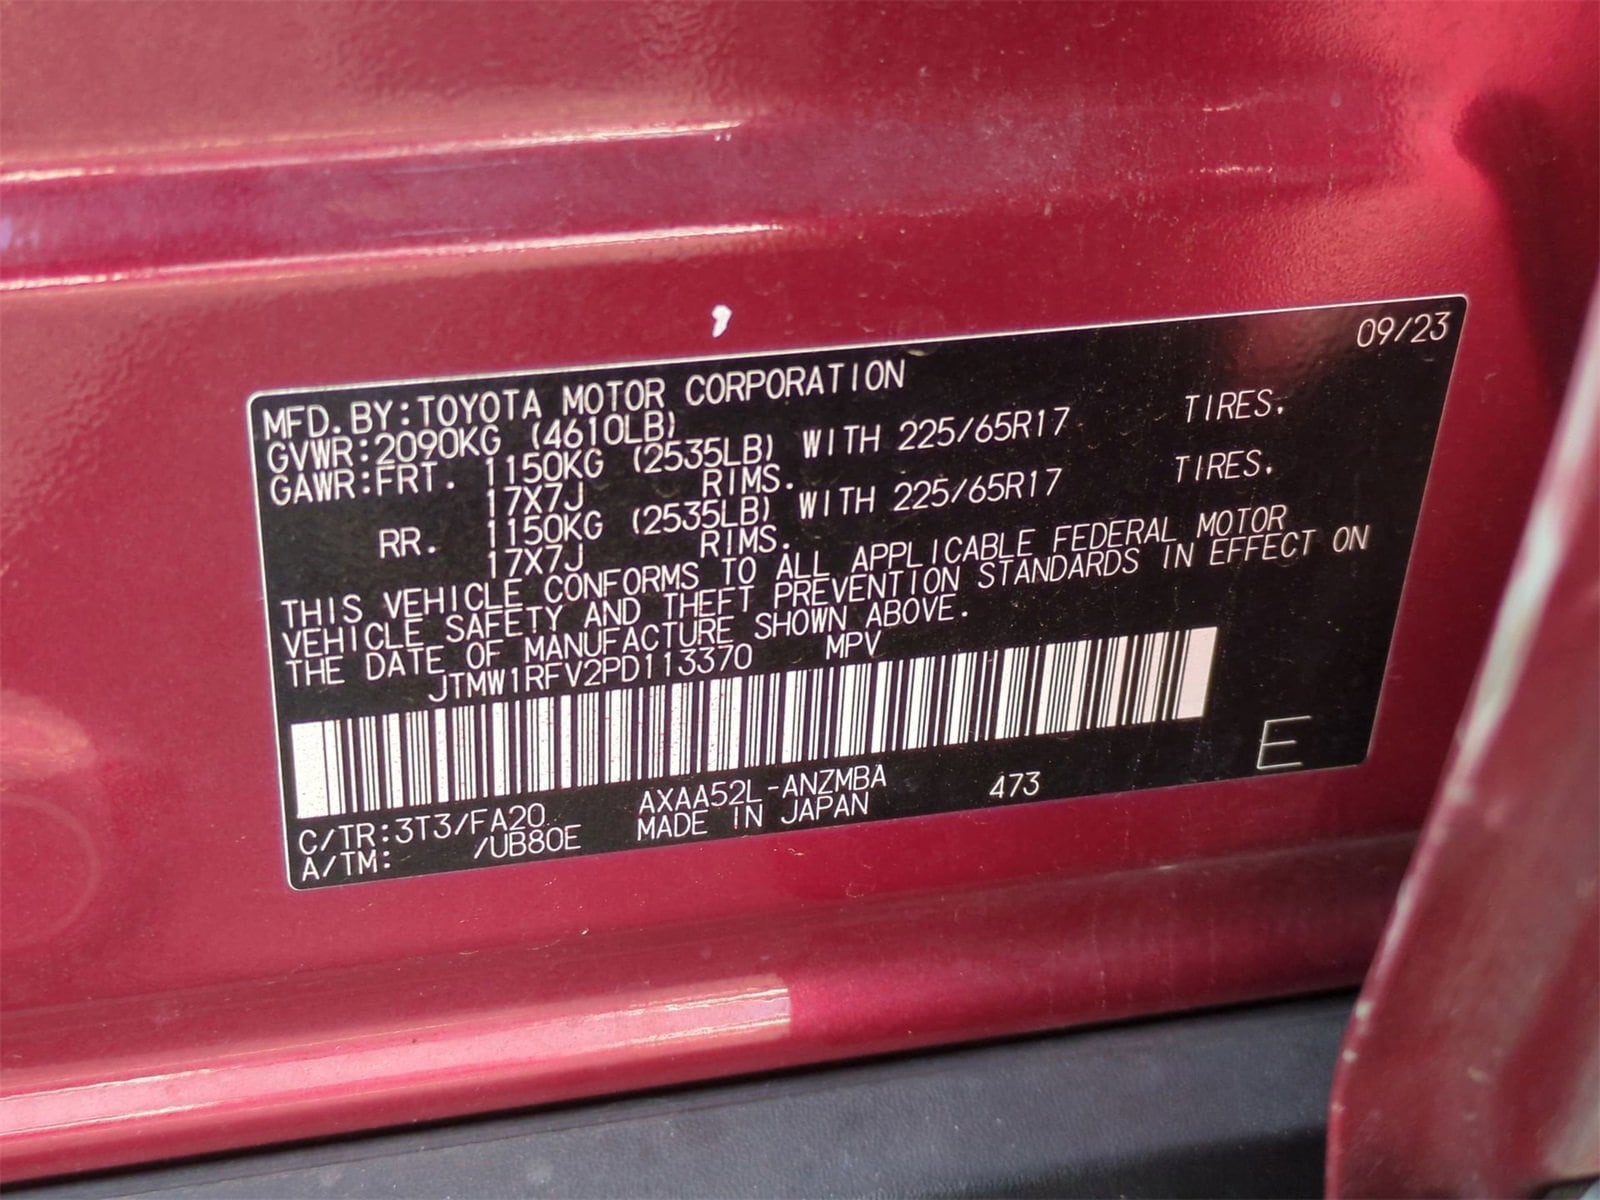 09/23
MFD.BY:TOYOTA MOTOR CORPORATION
GVWR:2090KG (4610LB)
GAWR:FRT. 1150KG (2535LB) WITH 225/65R17 TIRES.
17X7J RIMS.
RR. 1150KG (2535LB) WITH 225/65R17 TIRES.
17X7J RIMS.
THIS VEHICLE CONFORMS TO ALL APPLICABLE FEDERAL MOTOR
VEHICLE SAFETY AND THEFT PREVENTION STANDARDS IN EFFECT ON
THE DATE OF MANUFACTURE SHOWN ABOVE.
JTMW1RFV2PD113370 MPV
E
C/TR:3T3/FA20 AXAA52L-ANZMBA 473
A/TM: /UB80E MADE IN JAPAN